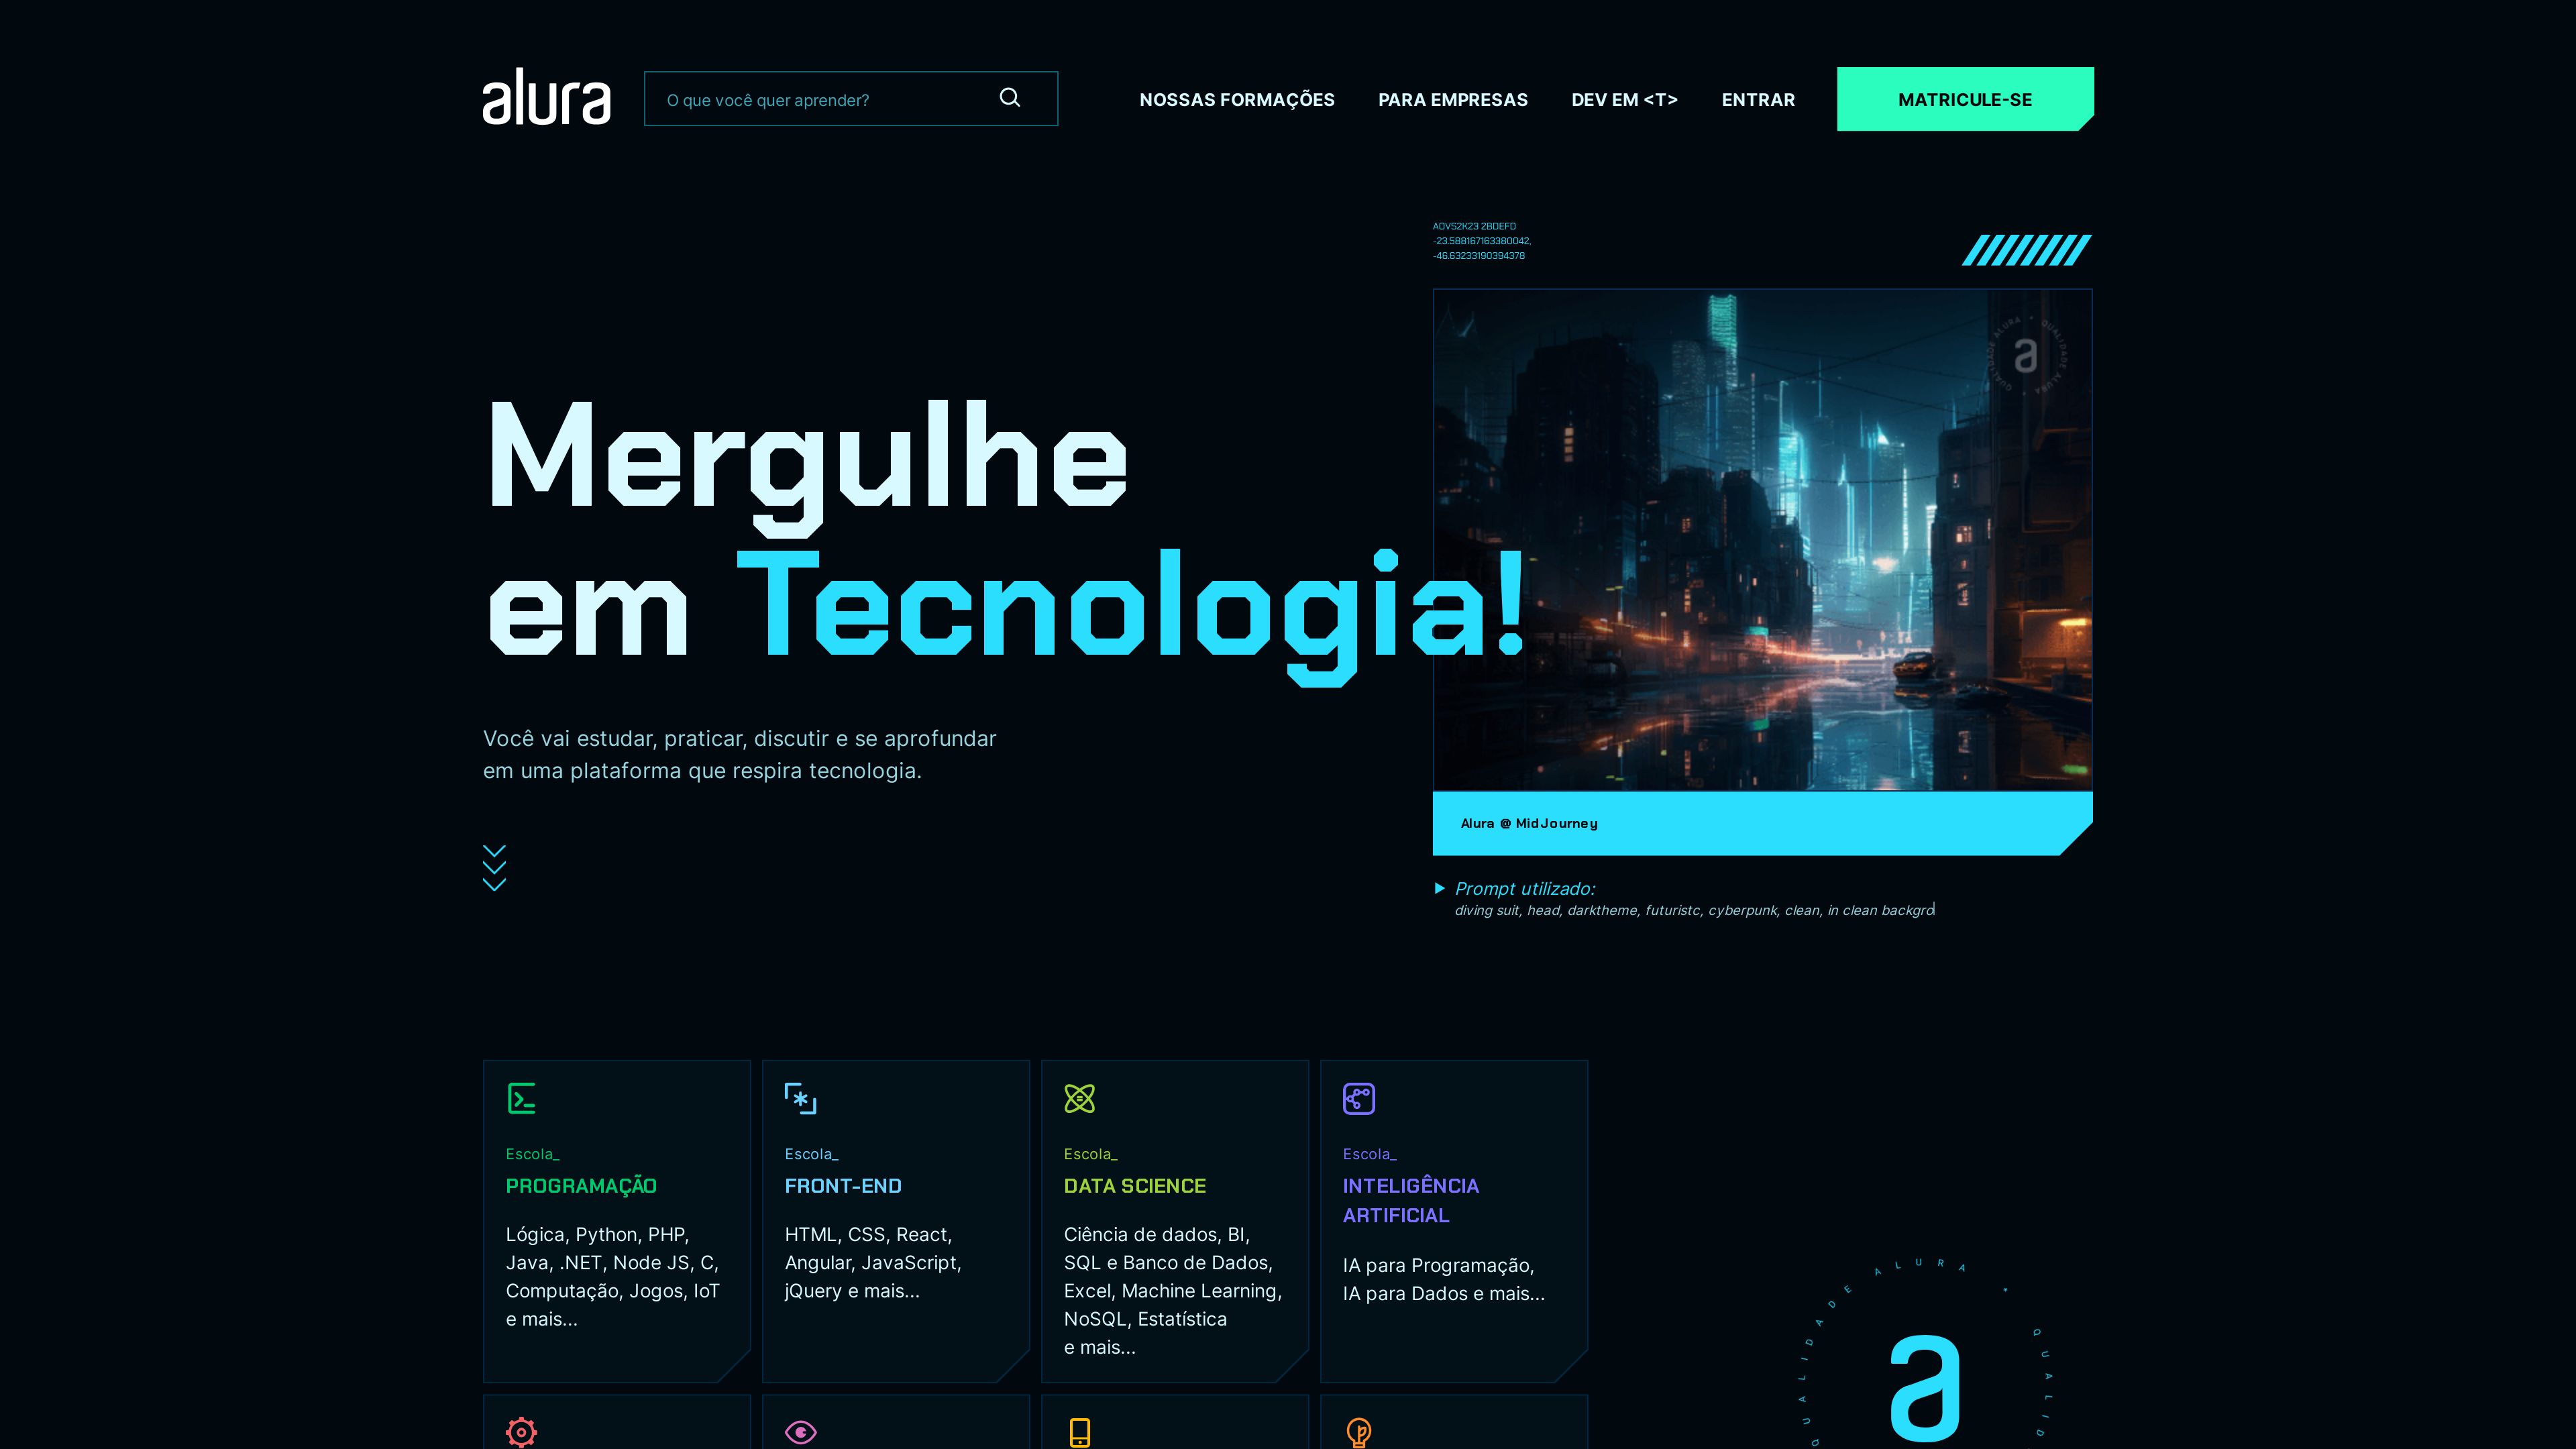 alura
O que você quer aprender?
NOSSAS FORMAÇÕES
PARA EMPRESAS
DEV EM <T>
ENTRAR
MATRICULE-SE
AOVS2K23 2BDEFD
-23.588167163380042,
-46.63233190394378
QUALIDADE ALURA • QUALIDADE ALURA •
a
Mergulhe
em Tecnologia!
Você vai estudar, praticar, discutir e se aprofundar
em uma plataforma que respira tecnologia.
Alura @ MidJourney
Prompt utilizado:
diving suit, head, darktheme, futuristc, cyberpunk, clean, in clean backgro
Escola_
PROGRAMAÇÃO
Lógica, Python, PHP,
Java, .NET, Node JS, C,
Computação, Jogos, IoT
e mais...
Escola_
FRONT-END
HTML, CSS, React,
Angular, JavaScript,
jQuery e mais...
Escola_
DATA SCIENCE
Ciência de dados, BI,
SQL e Banco de Dados,
Excel, Machine Learning,
NoSQL, Estatística
e mais...
Escola_
INTELIGÊNCIA
ARTIFICIAL
IA para Programação,
IA para Dados e mais...
QUALIDADE ALURA • QUALID
a